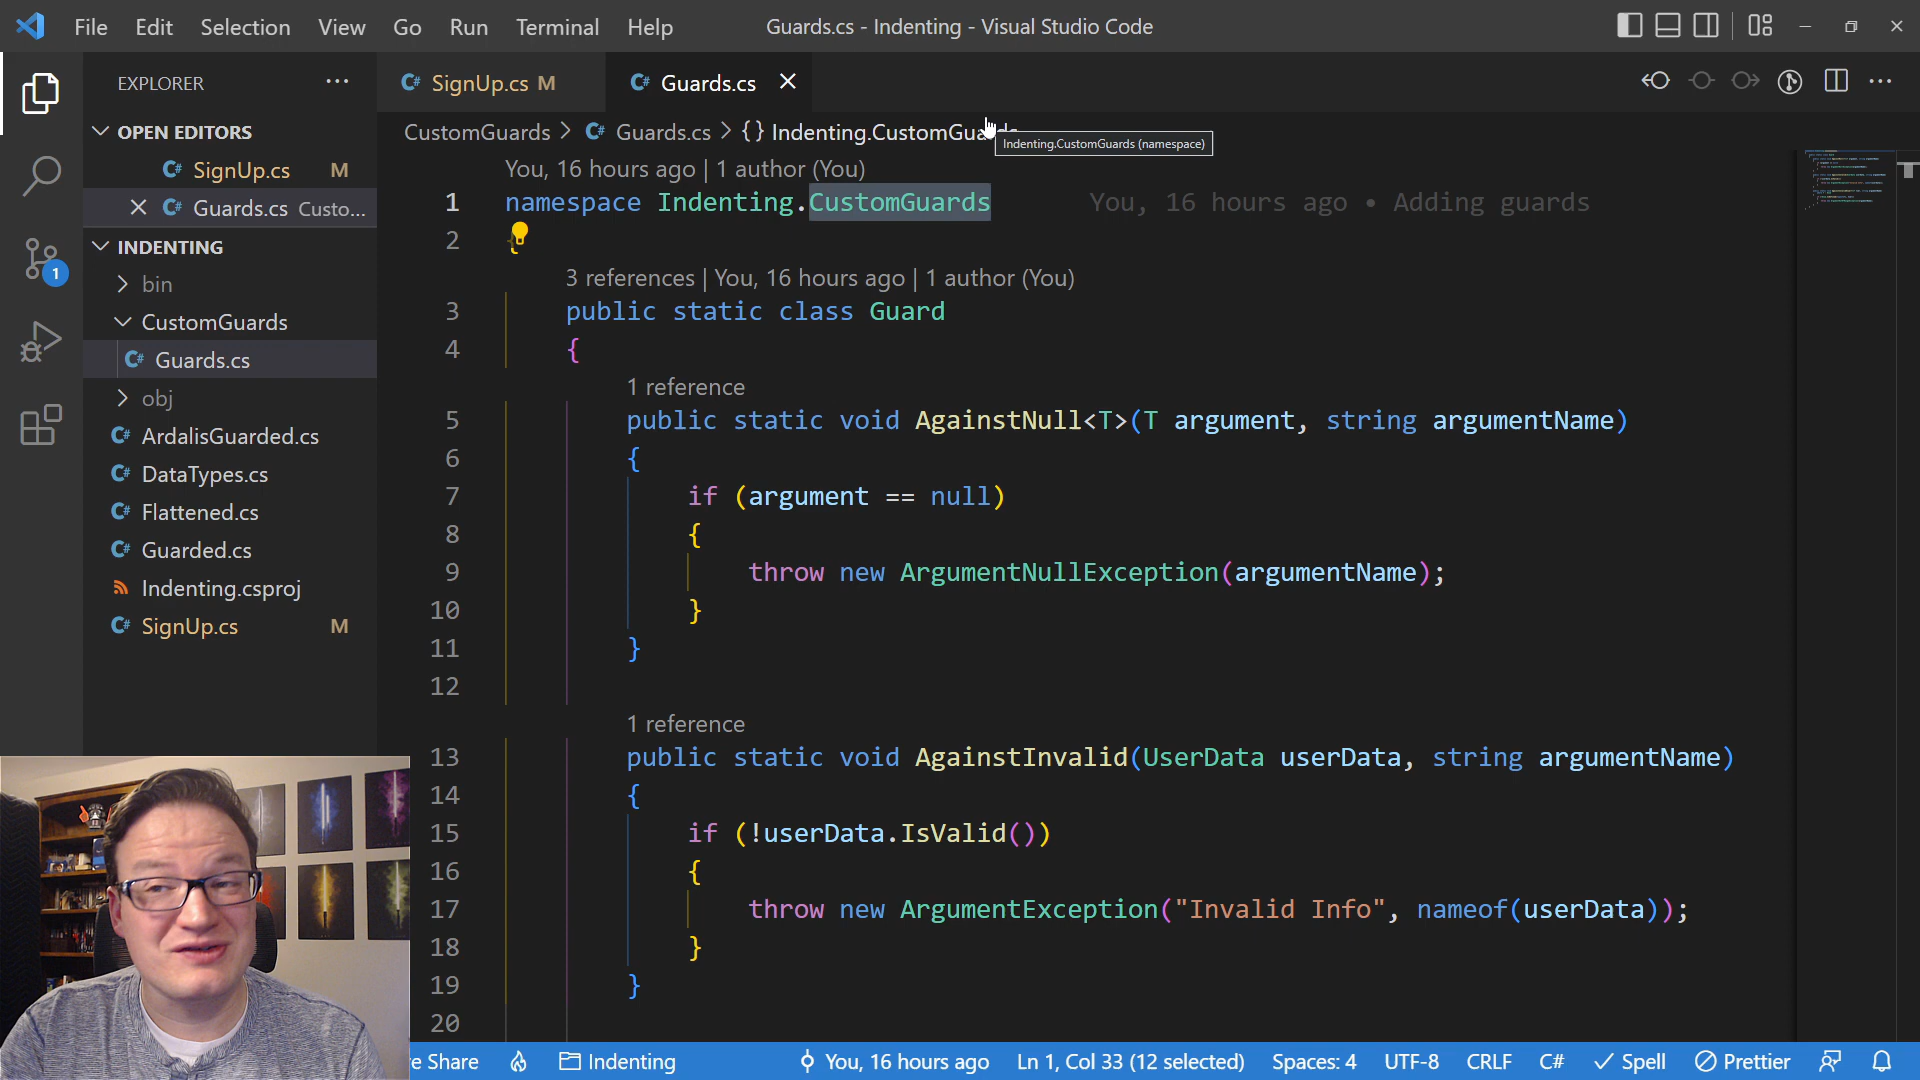 File Edit Selection View Go Run Terminal Help
Guards.cs - Indenting - Visual Studio Code
EXPLORER
OPEN EDITORS
SignUp.cs M
Guards.cs Custo...
INDENTING
bin
CustomGuards
Guards.cs
obj
ArdalisGuarded.cs
DataTypes.cs
Flattened.cs
Guarded.cs
Indenting.csproj
SignUp.cs M
1
SignUp.cs M
Guards.cs
CustomGuards > Guards.cs > {} Indenting.CustomGuards
Indenting.CustomGuards (namespace)
You, 16 hours ago | 1 author (You)
1 namespace Indenting.CustomGuards You, 16 hours ago • Adding guards
2 {
3 references | You, 16 hours ago | 1 author (You)
3 public static class Guard
4 {
1 reference
5 public static void AgainstNull<T>(T argument, string argumentName)
6 {
7 if (argument == null)
8 {
9 throw new ArgumentNullException(argumentName);
10 }
11 }
12
1 reference
13 public static void AgainstInvalid(UserData userData, string argumentName)
14 {
15 if (!userData.IsValid())
16 {
17 throw new ArgumentException("Invalid Info", nameof(userData));
18 }
19 }
20
e Share Indenting You, 16 hours ago Ln 1, Col 33 (12 selected) Spaces: 4 UTF-8 CRLF C# Spell Prettier